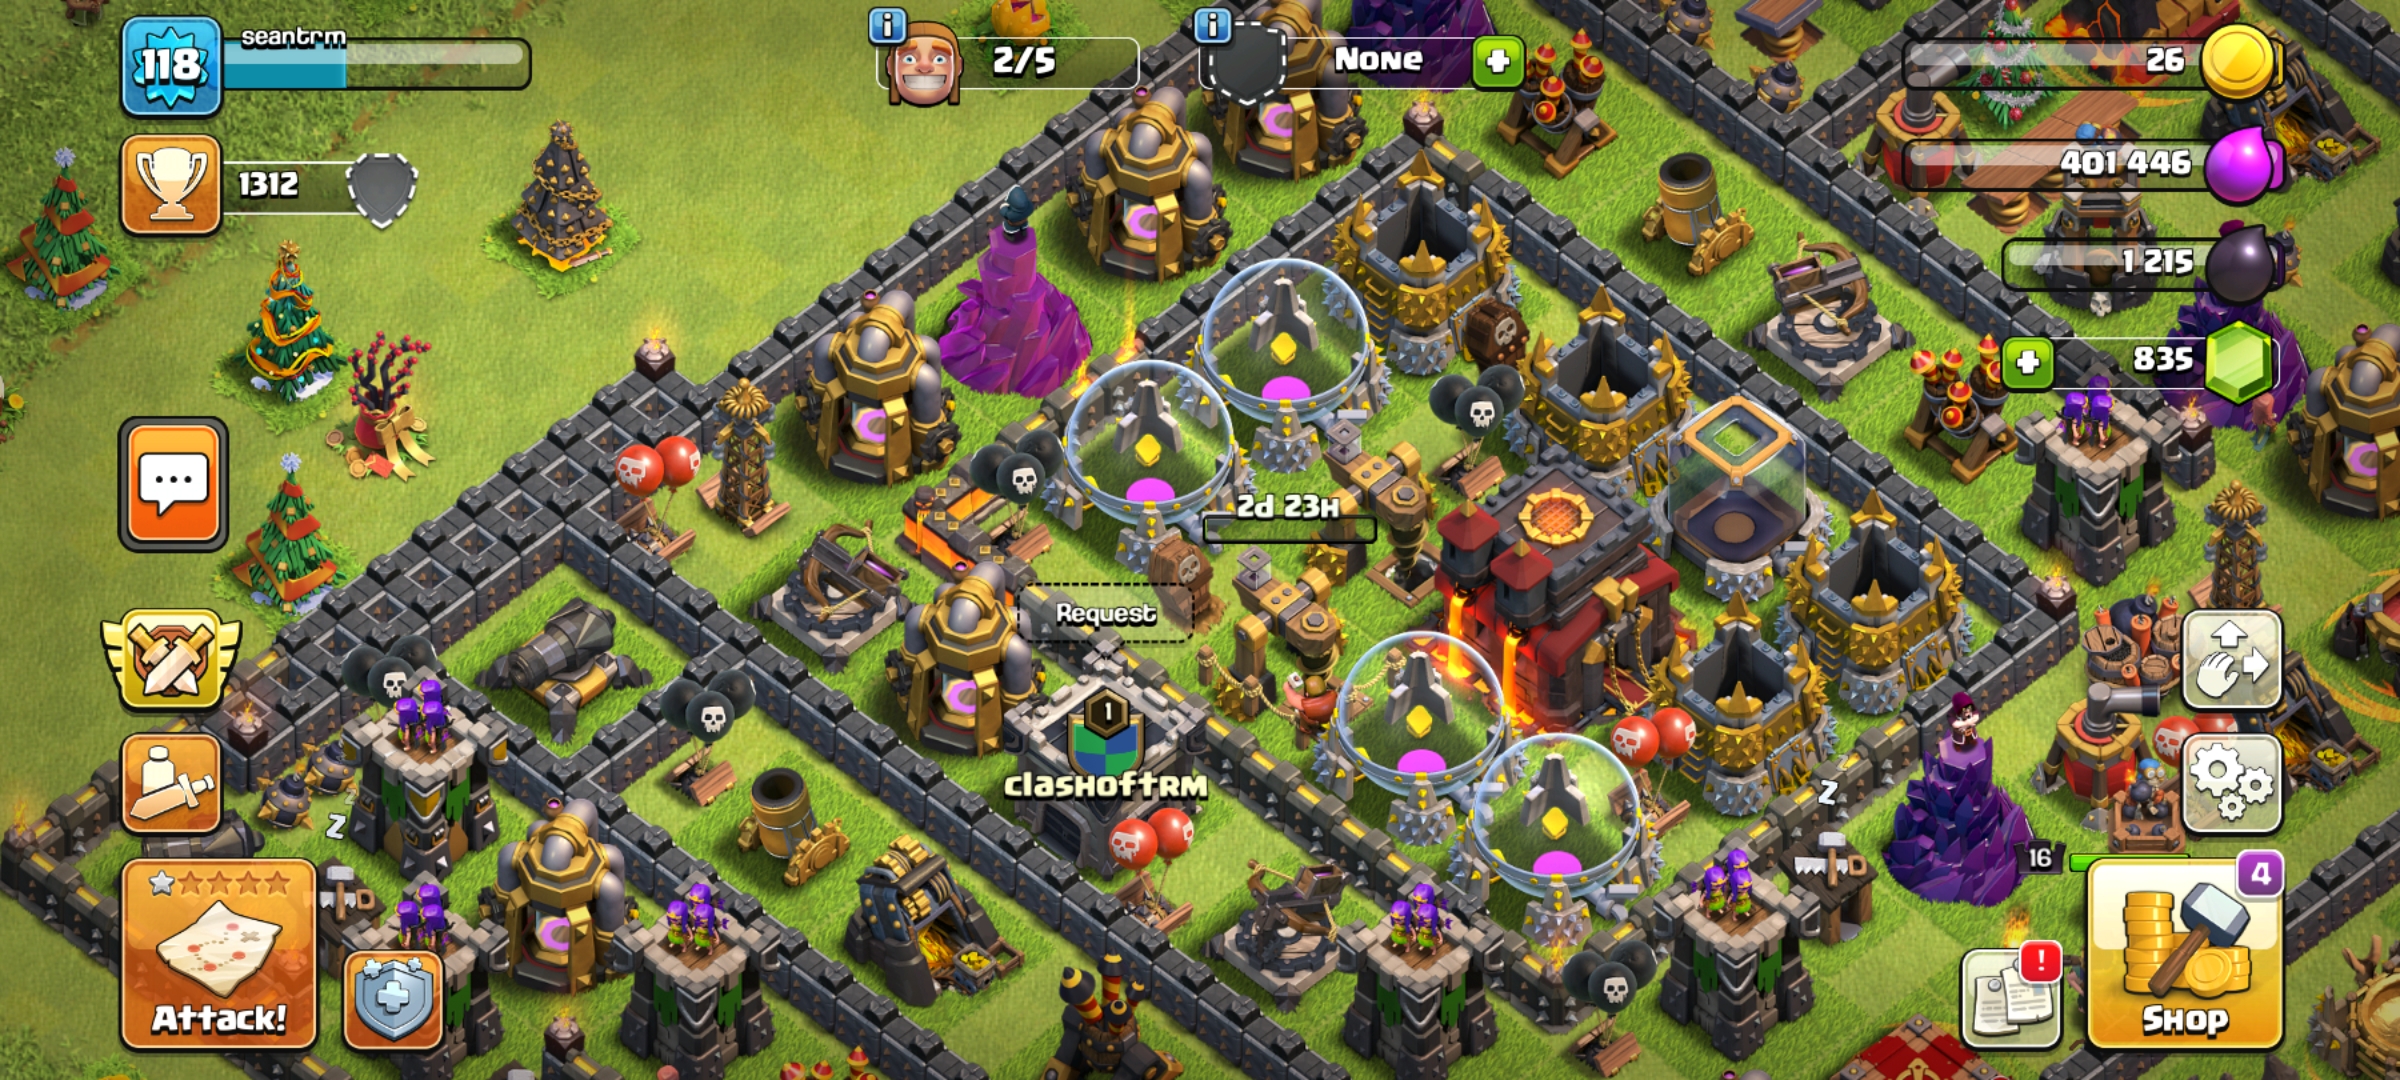 118
seantrm
2/5
None
26
1312
401 446
1 215
835
2d 23H
Request
1
clashoftRM
z
z
16
4
Attack!
!
Shop